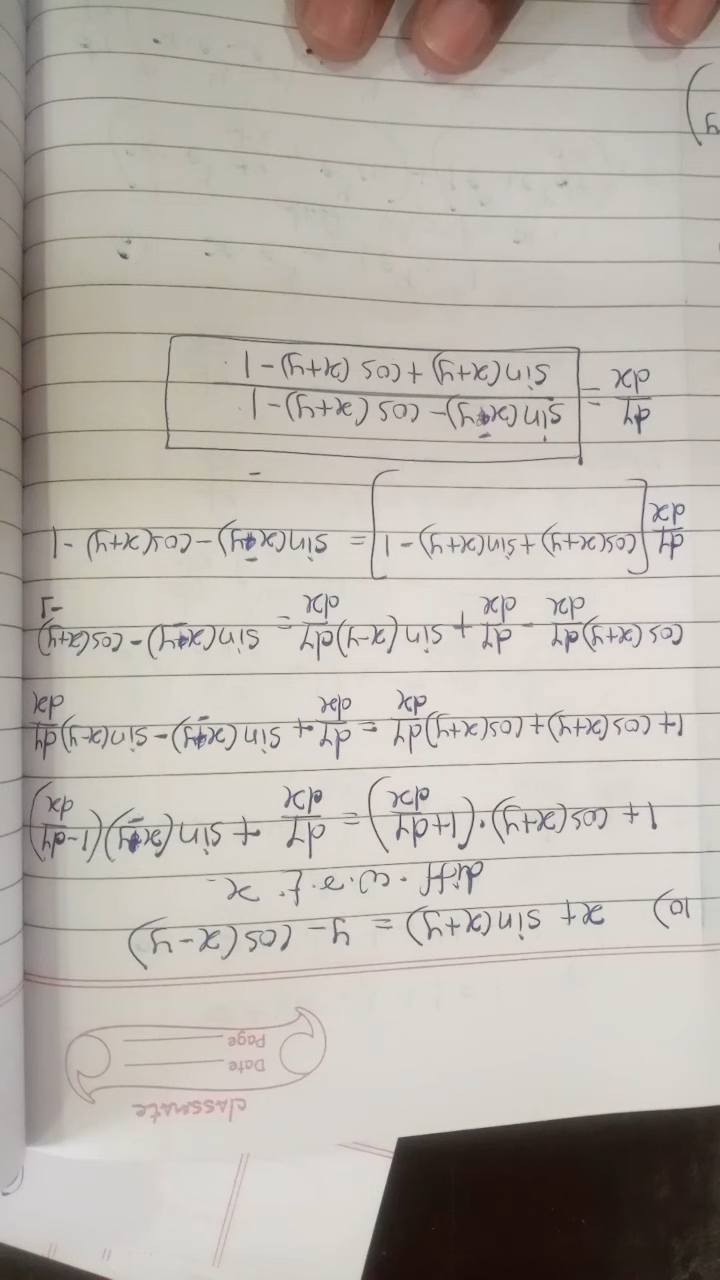 classmate
Date
Page
10) x + sin(x+y) = y - cos(x-y)
diff. w.r.t. x
1 + cos(x+y)·(1+dy/dx) = dy/dx + sin(x-y)(1-dy/dx)
1 + cos(x+y) + cos(x+y)dy/dx = dy/dx + sin(x-y) - sin(x-y)dy/dx
cos(x+y)dy/dx - dy/dx + sin(x-y)dy/dx = sin(x-y) - cos(x+y) -1
dy/dx [cos(x+y) + sin(x+y) - 1] = sin(x-y) - cos(x+y) - 1
dy/dx = sin(x-y) - cos(x+y) - 1 / sin(x+y) + cos(x+y) - 1
y)